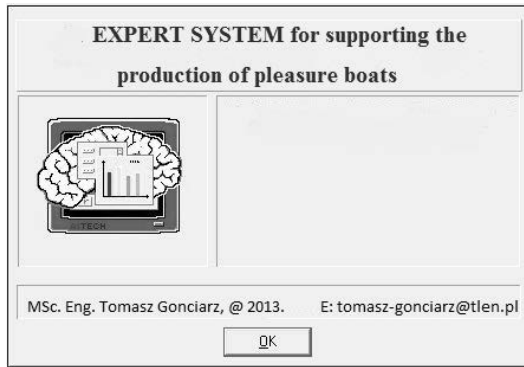 EXPERT SYSTEM for supporting the
production of pleasure boats
MSc. Eng. Tomasz Gonciarz, @ 2013. E: tomasz-gonciarz@tlen.pl
OK